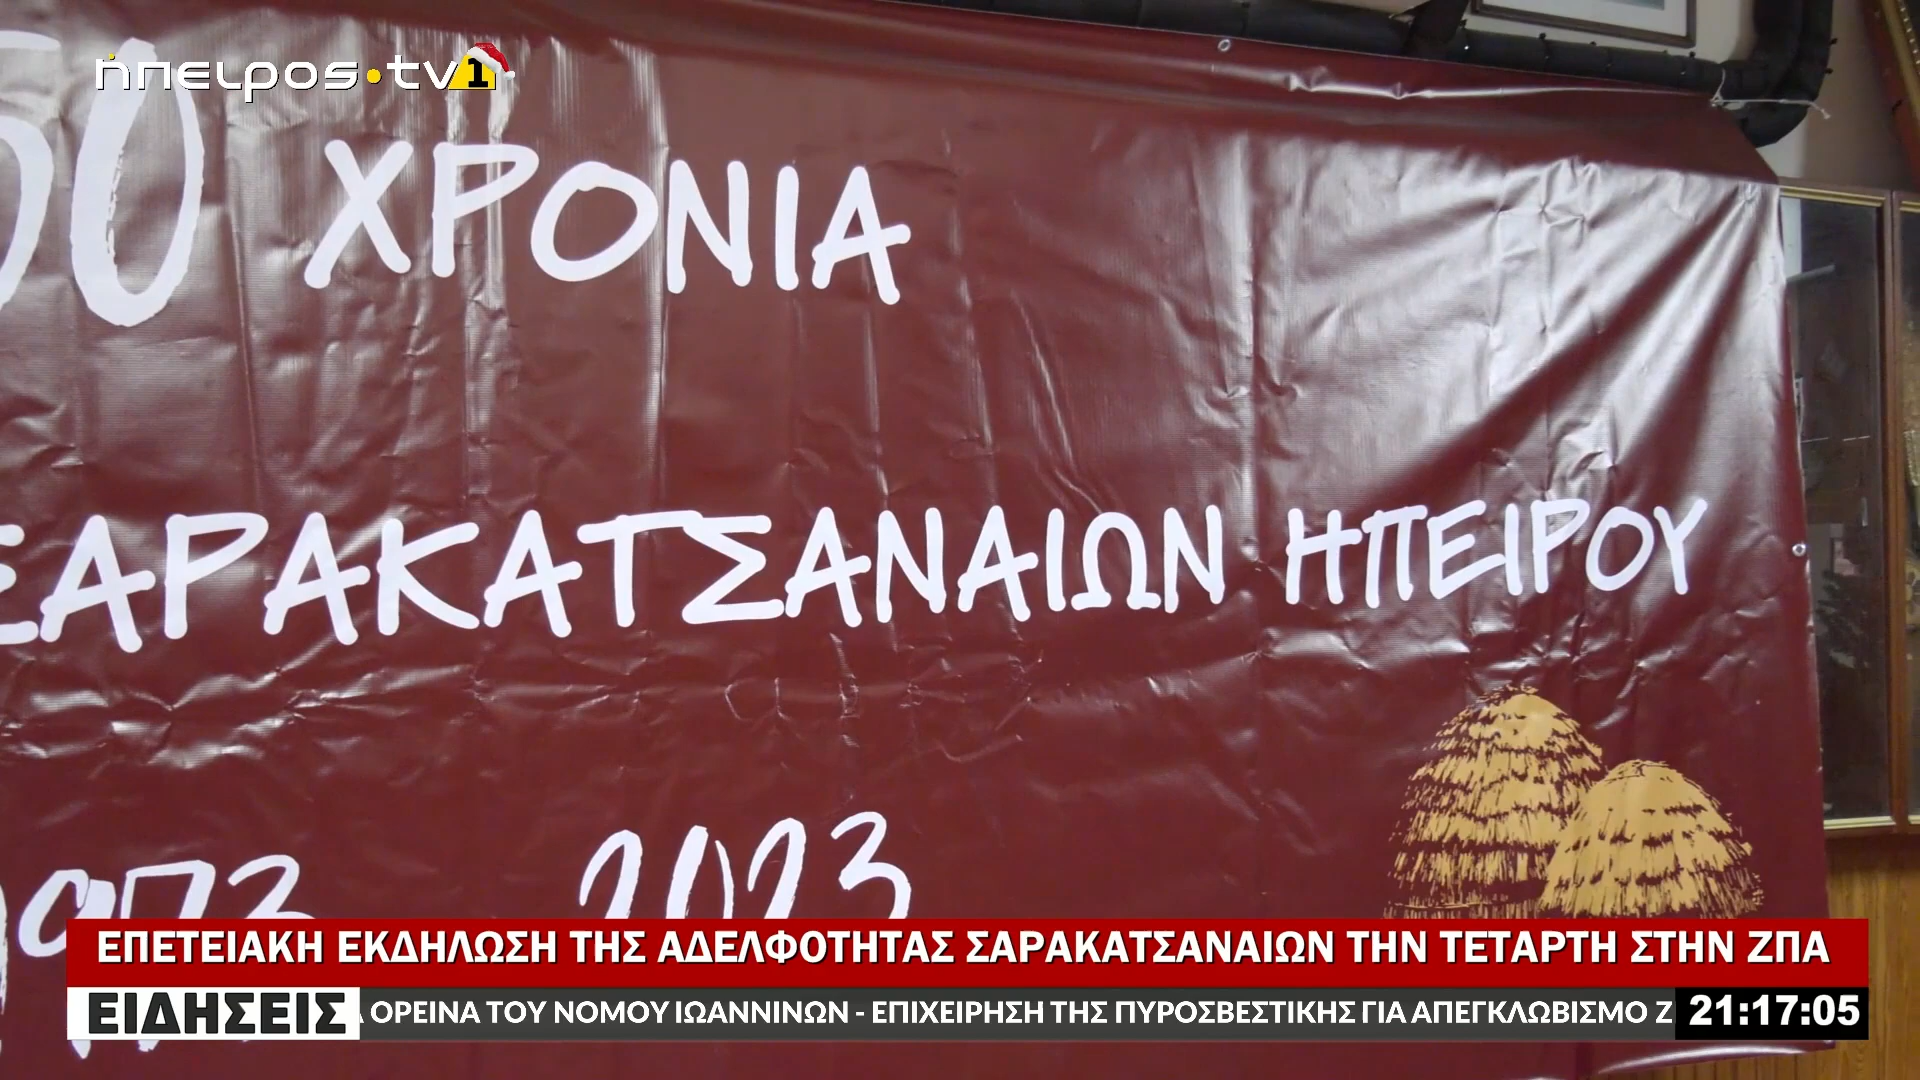 ήπειρος•tv1
50 ΧΡΟΝΙΑ
ΣΑΡΑΚΑΤΣΑΝΑΙΩΝ ΗΠΕΙΡΟΥ
1973 2023
ΕΠΕΤΕΙΑΚΗ ΕΚΔΗΛΩΣΗ ΤΗΣ ΑΔΕΛΦΟΤΗΤΑΣ ΣΑΡΑΚΑΤΣΑΝΑΙΩΝ ΤΗΝ ΤΕΤΑΡΤΗ ΣΤΗΝ ΖΠΑ
ΕΙΔΗΣΕΙΣ Α ΟΡΕΙΝΑ ΤΟΥ ΝΟΜΟΥ ΙΩΑΝΝΙΝΩΝ - ΕΠΙΧΕΙΡΗΣΗ ΤΗΣ ΠΥΡΟΣΒΕΣΤΙΚΗΣ ΓΙΑ ΑΠΕΓΚΛΩΒΙΣΜΟ Ζ 21:17:05